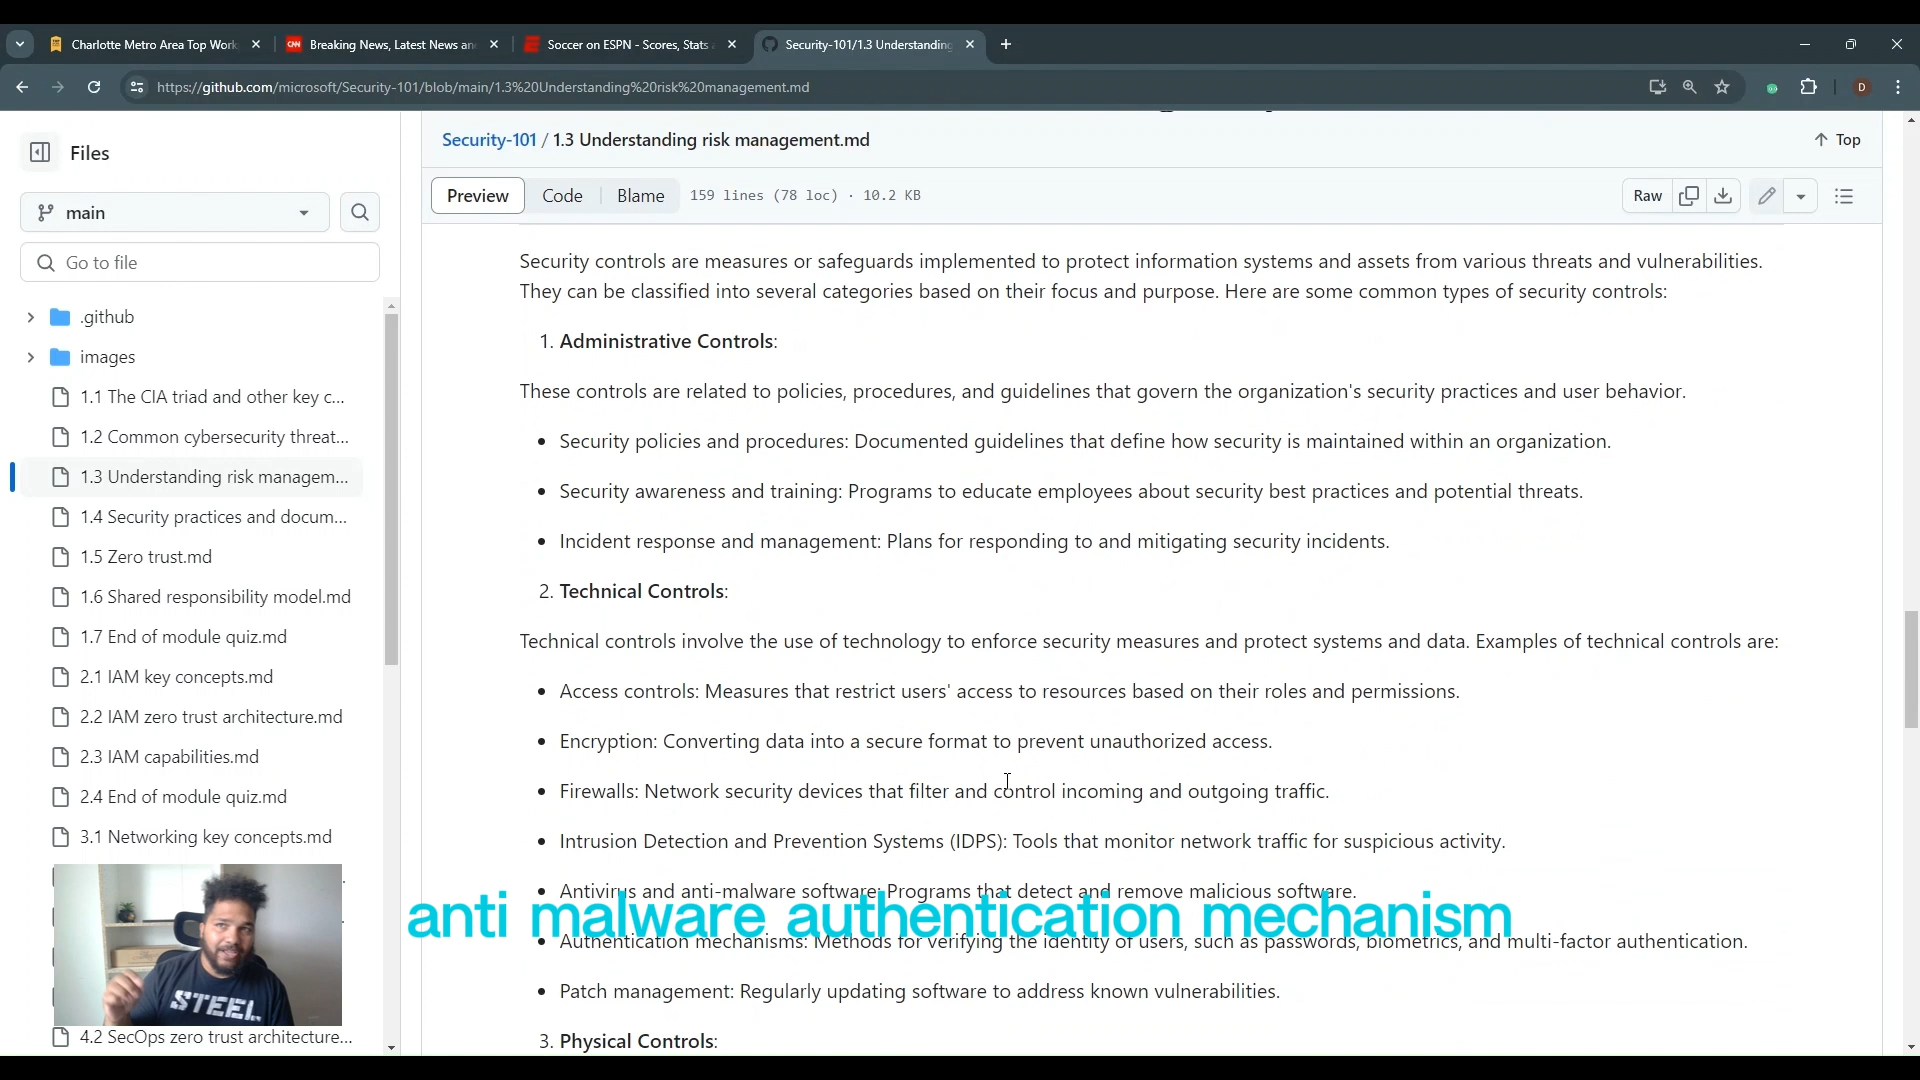 Charlotte Metro Area Top Work
Breaking News, Latest News an
Soccer on ESPN - Scores, Stats
Security-101/1.3 Understanding
https://github.com/microsoft/Security-101/blob/main/1.3%20Understanding%20risk%20management.md
D
Files
main
Go to file
.github
images
1.1 The CIA triad and other key c...
1.2 Common cybersecurity threat...
1.3 Understanding risk managem...
1.4 Security practices and docum...
1.5 Zero trust.md
1.6 Shared responsibility model.md
1.7 End of module quiz.md
2.1 IAM key concepts.md
2.2 IAM zero trust architecture.md
2.3 IAM capabilities.md
2.4 End of module quiz.md
3.1 Networking key concepts.md
4.2 SecOps zero trust architecture...
STEEL
Security-101 / 1.3 Understanding risk management.md
Top
Preview Code Blame 159 lines (78 loc) · 10.2 KB
Raw
Security controls are measures or safeguards implemented to protect information systems and assets from various threats and vulnerabilities.
They can be classified into several categories based on their focus and purpose. Here are some common types of security controls:
1. Administrative Controls:
These controls are related to policies, procedures, and guidelines that govern the organization's security practices and user behavior.
• Security policies and procedures: Documented guidelines that define how security is maintained within an organization.
• Security awareness and training: Programs to educate employees about security best practices and potential threats.
• Incident response and management: Plans for responding to and mitigating security incidents.
2. Technical Controls:
Technical controls involve the use of technology to enforce security measures and protect systems and data. Examples of technical controls are:
• Access controls: Measures that restrict users' access to resources based on their roles and permissions.
• Encryption: Converting data into a secure format to prevent unauthorized access.
• Firewalls: Network security devices that filter and control incoming and outgoing traffic.
• Intrusion Detection and Prevention Systems (IDPS): Tools that monitor network traffic for suspicious activity.
• Antivirus and anti-malware software: Programs that detect and remove malicious software.
anti malware authentication mechanism
• Authentication mechanisms: Methods for verifying the identity of users, such as passwords, biometrics, and multi-factor authentication.
• Patch management: Regularly updating software to address known vulnerabilities.
3. Physical Controls: